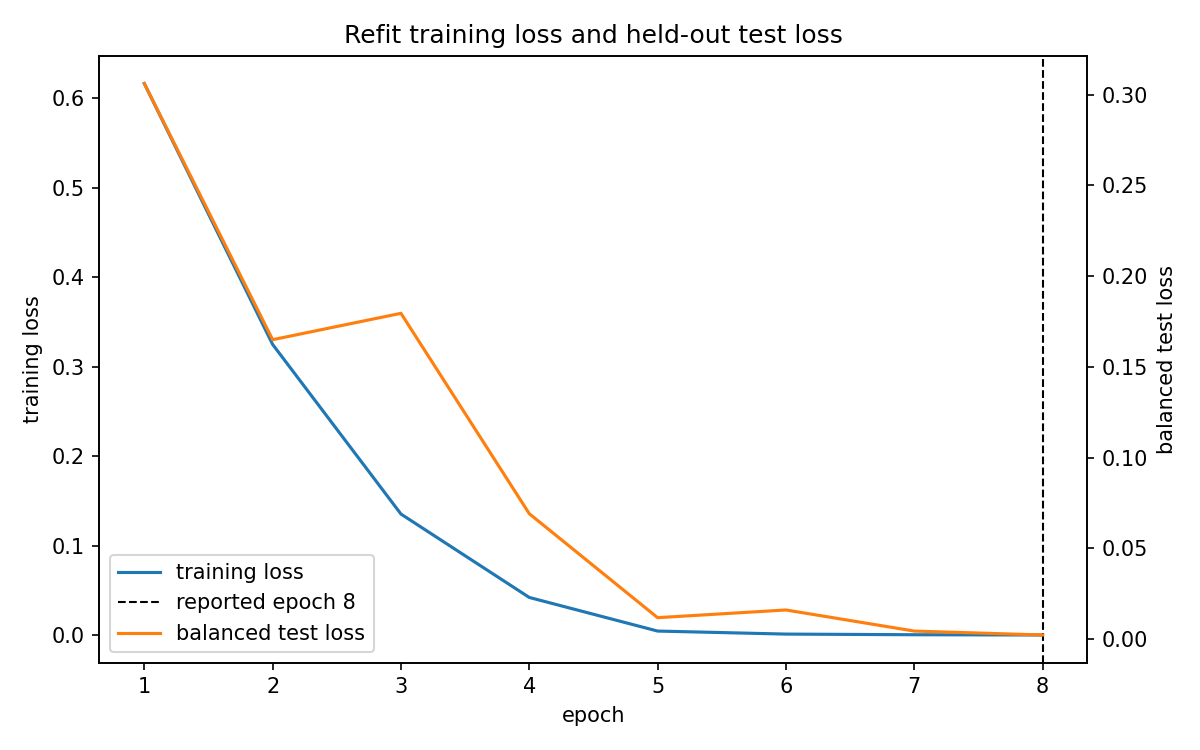 Refit training loss and held-out test loss
training loss
0.6
0.5
0.4
0.3
0.2
0.1
0.0
balanced test loss
0.30
0.25
0.20
0.15
0.10
0.05
0.00
training loss
reported epoch 8
balanced test loss
1 2 3 4 5 6 7 8
epoch